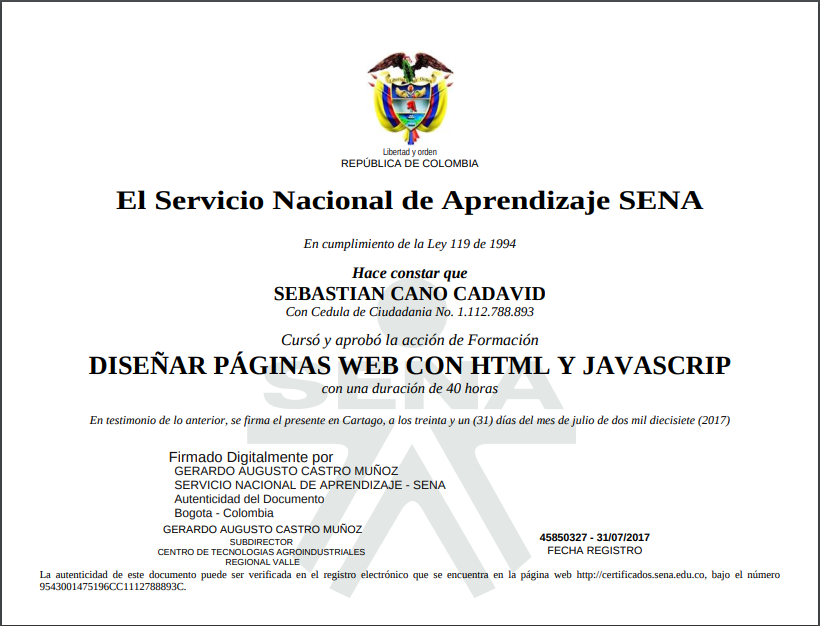 Libertad y orden
REPÚBLICA DE COLOMBIA
El Servicio Nacional de Aprendizaje SENA
En cumplimiento de la Ley 119 de 1994
Hace constar que
SEBASTIAN CANO CADAVID
Con Cedula de Ciudadania No. 1.112.788.893
Cursó y aprobó la acción de Formación
DISEÑAR PÁGINAS WEB CON HTML Y JAVASCRIP
SENA
con una duración de 40 horas
En testimonio de lo anterior, se firma el presente en Cartago, a los treinta y un (31) días del mes de julio de dos mil diecisiete (2017)
Firmado Digitalmente por
GERARDO AUGUSTO CASTRO MUÑOZ
SERVICIO NACIONAL DE APRENDIZAJE - SENA
Autenticidad del Documento
Bogota - Colombia
GERARDO AUGUSTO CASTRO MUÑOZ
SUBDIRECTOR
CENTRO DE TECNOLOGIAS AGROINDUSTRIALES
REGIONAL VALLE
45850327 - 31/07/2017
FECHA REGISTRO
La autenticidad de este documento puede ser verificada en el registro electrónico que se encuentra en la página web http://certificados.sena.edu.co, bajo el número
9543001475196CC1112788893C.